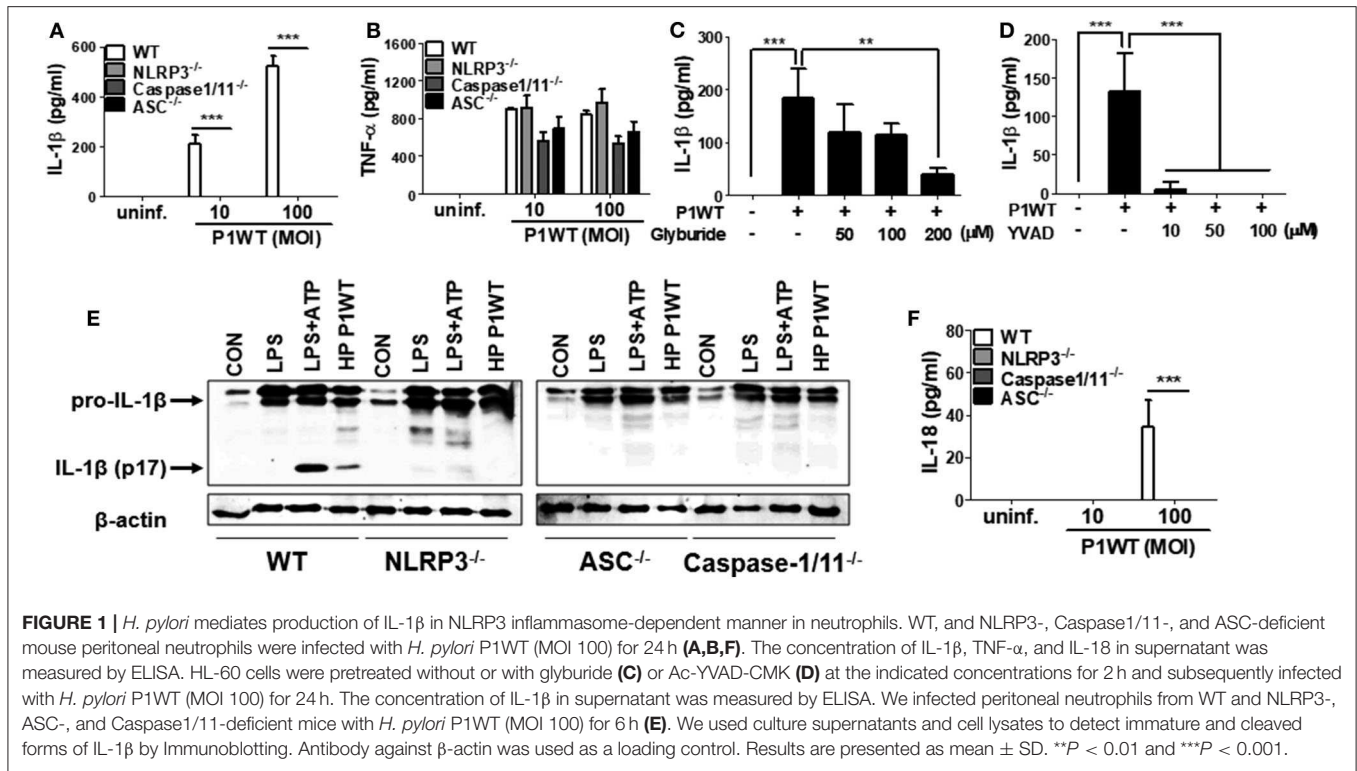 A
IL-1β (pg/ml)
600
400
200
0
***
***
WT
NLRP3-/-
Caspase1/11-/-
ASC-/-
uninf. 10 100
P1WT (MOI)
B
TNF-α (pg/ml)
1600
1200
800
400
0
WT
NLRP3-/-
Caspase1/11-/-
ASC-/-
uninf. 10 100
P1WT (MOI)
C
IL-1β (pg/ml)
300
200
100
0
*** **
P1WT - + + + +
Glyburide - - 50 100 200 (μM)
D
IL-1β (pg/ml)
200
150
100
50
0
*** ***
P1WT - + + + +
YVAD - - 10 50 100 (μM)
E
CON LPS LPS+ATP HP P1WT CON LPS LPS+ATP HP P1WT CON LPS LPS+ATP HP P1WT CON LPS LPS+ATP HP P1WT
pro-IL-1β
IL-1β (p17)
β-actin
WT NLRP3-/- ASC-/- Caspase-1/11-/-
F
IL-18 (pg/ml)
80
60
40
20
0
WT
NLRP3-/-
Caspase1/11-/-
ASC-/-
***
uninf. 10 100
P1WT (MOI)
FIGURE 1 | H. pylori mediates production of IL-1β in NLRP3 inflammasome-dependent manner in neutrophils. WT, and NLRP3-, Caspase1/11-, and ASC-deficient
mouse peritoneal neutrophils were infected with H. pylori P1WT (MOI 100) for 24 h (A,B,F). The concentration of IL-1β, TNF-α, and IL-18 in supernatant was
measured by ELISA. HL-60 cells were pretreated without or with glyburide (C) or Ac-YVAD-CMK (D) at the indicated concentrations for 2 h and subsequently infected
with H. pylori P1WT (MOI 100) for 24 h. The concentration of IL-1β in supernatant was measured by ELISA. We infected peritoneal neutrophils from WT and NLRP3-,
ASC-, and Caspase1/11-deficient mice with H. pylori P1WT (MOI 100) for 6 h (E). We used culture supernatants and cell lysates to detect immature and cleaved
forms of IL-1β by Immunoblotting. Antibody against β-actin was used as a loading control. Results are presented as mean ± SD. **P < 0.01 and ***P < 0.001.